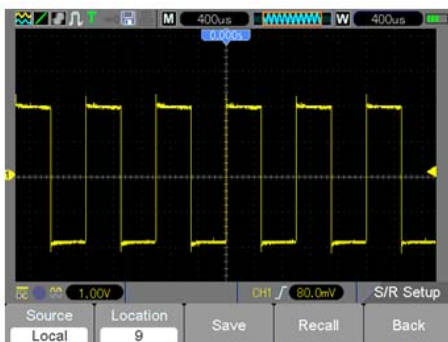 T M 400us W 400us
0.000s
1
1.00V CH1 80.0mV S/R Setup
Source Location Save Recall Back
Local 9